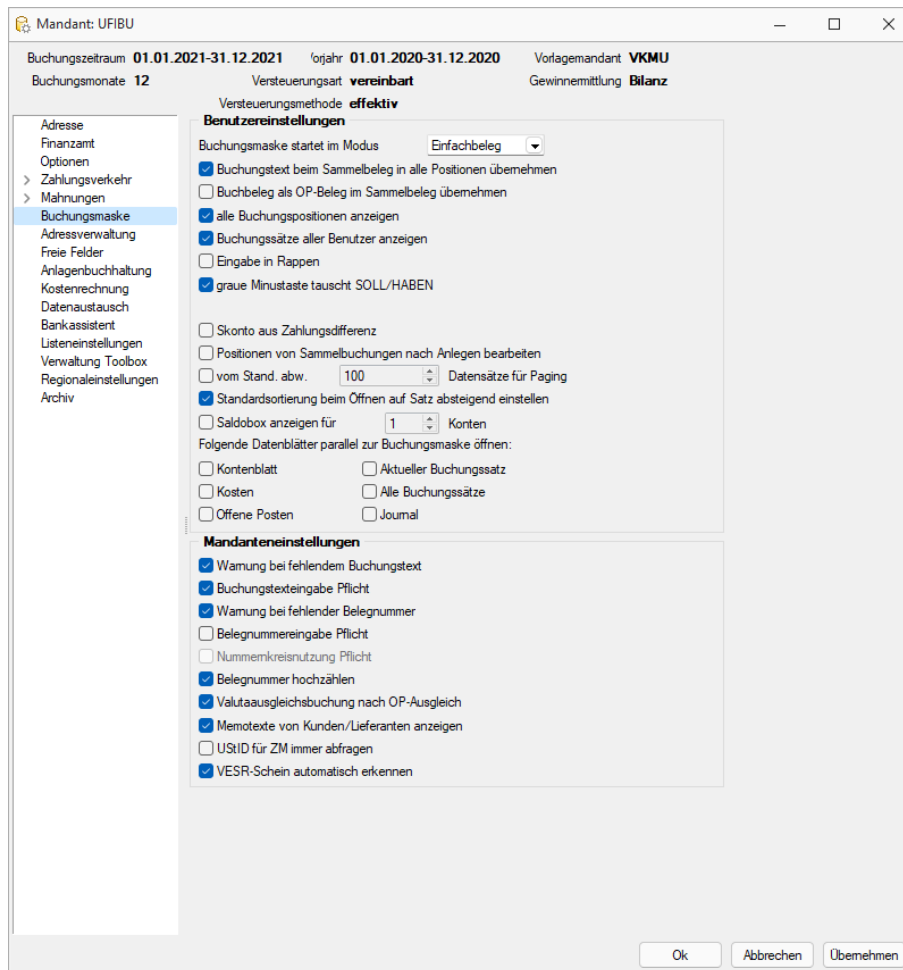 Mandant: UFIBU
Buchungszeitraum 01.01.2021-31.12.2021 'orjahr 01.01.2020-31.12.2020 Vorlagemandant VKMU
Buchungsmonate 12 Versteuerungsart vereinbart Gewinnermittlung Bilanz
Versteuerungsmethode effektiv
Adresse
Finanzamt
Optionen
Zahlungsverkehr
Mahnungen
Buchungsmaske
Adressverwaltung
Freie Felder
Anlagenbuchhaltung
Kostenrechnung
Datenaustausch
Bankassistent
Listeneinstellungen
Verwaltung Toolbox
Regionaleinstellungen
Archiv
Benutzereinstellungen
Buchungsmaske startet im Modus Einfachbeleg
Buchungstext beim Sammelbeleg in alle Positionen übernehmen
Buchbeleg als OP-Beleg im Sammelbeleg übernehmen
alle Buchungspositionen anzeigen
Buchungssätze aller Benutzer anzeigen
Eingabe in Rappen
graue Minustaste tauscht SOLL/HABEN
Skonto aus Zahlungsdifferenz
Positionen von Sammelbuchungen nach Anlegen bearbeiten
vom Stand. abw. 100 Datensätze für Paging
Standardsortierung beim Öffnen auf Satz absteigend einstellen
Saldobox anzeigen für 1 Konten
Folgende Datenblätter parallel zur Buchungsmaske öffnen:
Kontenblatt Aktueller Buchungssatz
Kosten Alle Buchungssätze
Offene Posten Journal
Mandanteneinstellungen
Warnung bei fehlendem Buchungstext
Buchungstexteingabe Pflicht
Warnung bei fehlender Belegnummer
Belegnummereingabe Pflicht
Nummernkreisnutzung Pflicht
Belegnummer hochzählen
Valutaausgleichsbuchung nach OP-Ausgleich
Memotexte von Kunden/Lieferanten anzeigen
UStID für ZM immer abfragen
VESR-Schein automatisch erkennen
Ok Abbrechen Übernehmen